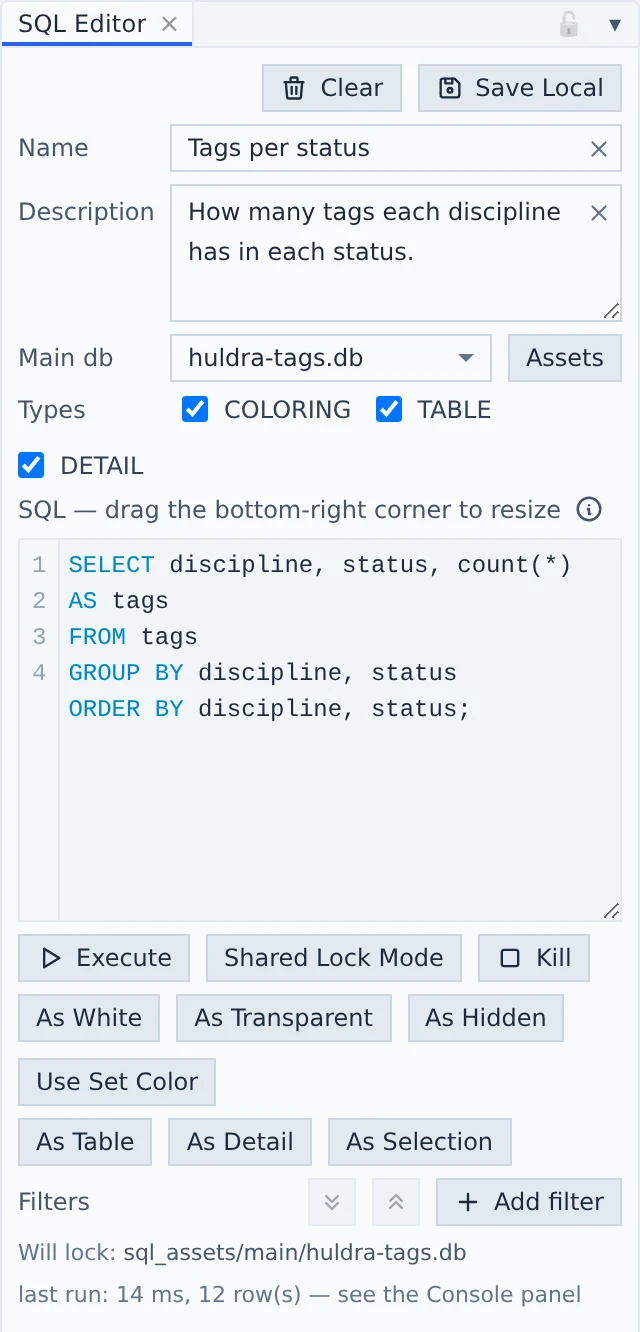 SQL Editor
Clear Save Local
Name Tags per status
Description How many tags each discipline
has in each status.
Main db huldra-tags.db Assets
Types COLORING TABLE
DETAIL
SQL — drag the bottom-right corner to resize
1 SELECT discipline, status, count(*)
2 AS tags
3 FROM tags
4 GROUP BY discipline, status
ORDER BY discipline, status;
Execute Shared Lock Mode Kill
As White As Transparent As Hidden
Use Set Color
As Table As Detail As Selection
Filters Add filter
Will lock: sql_assets/main/huldra-tags.db
last run: 14 ms, 12 row(s) — see the Console panel